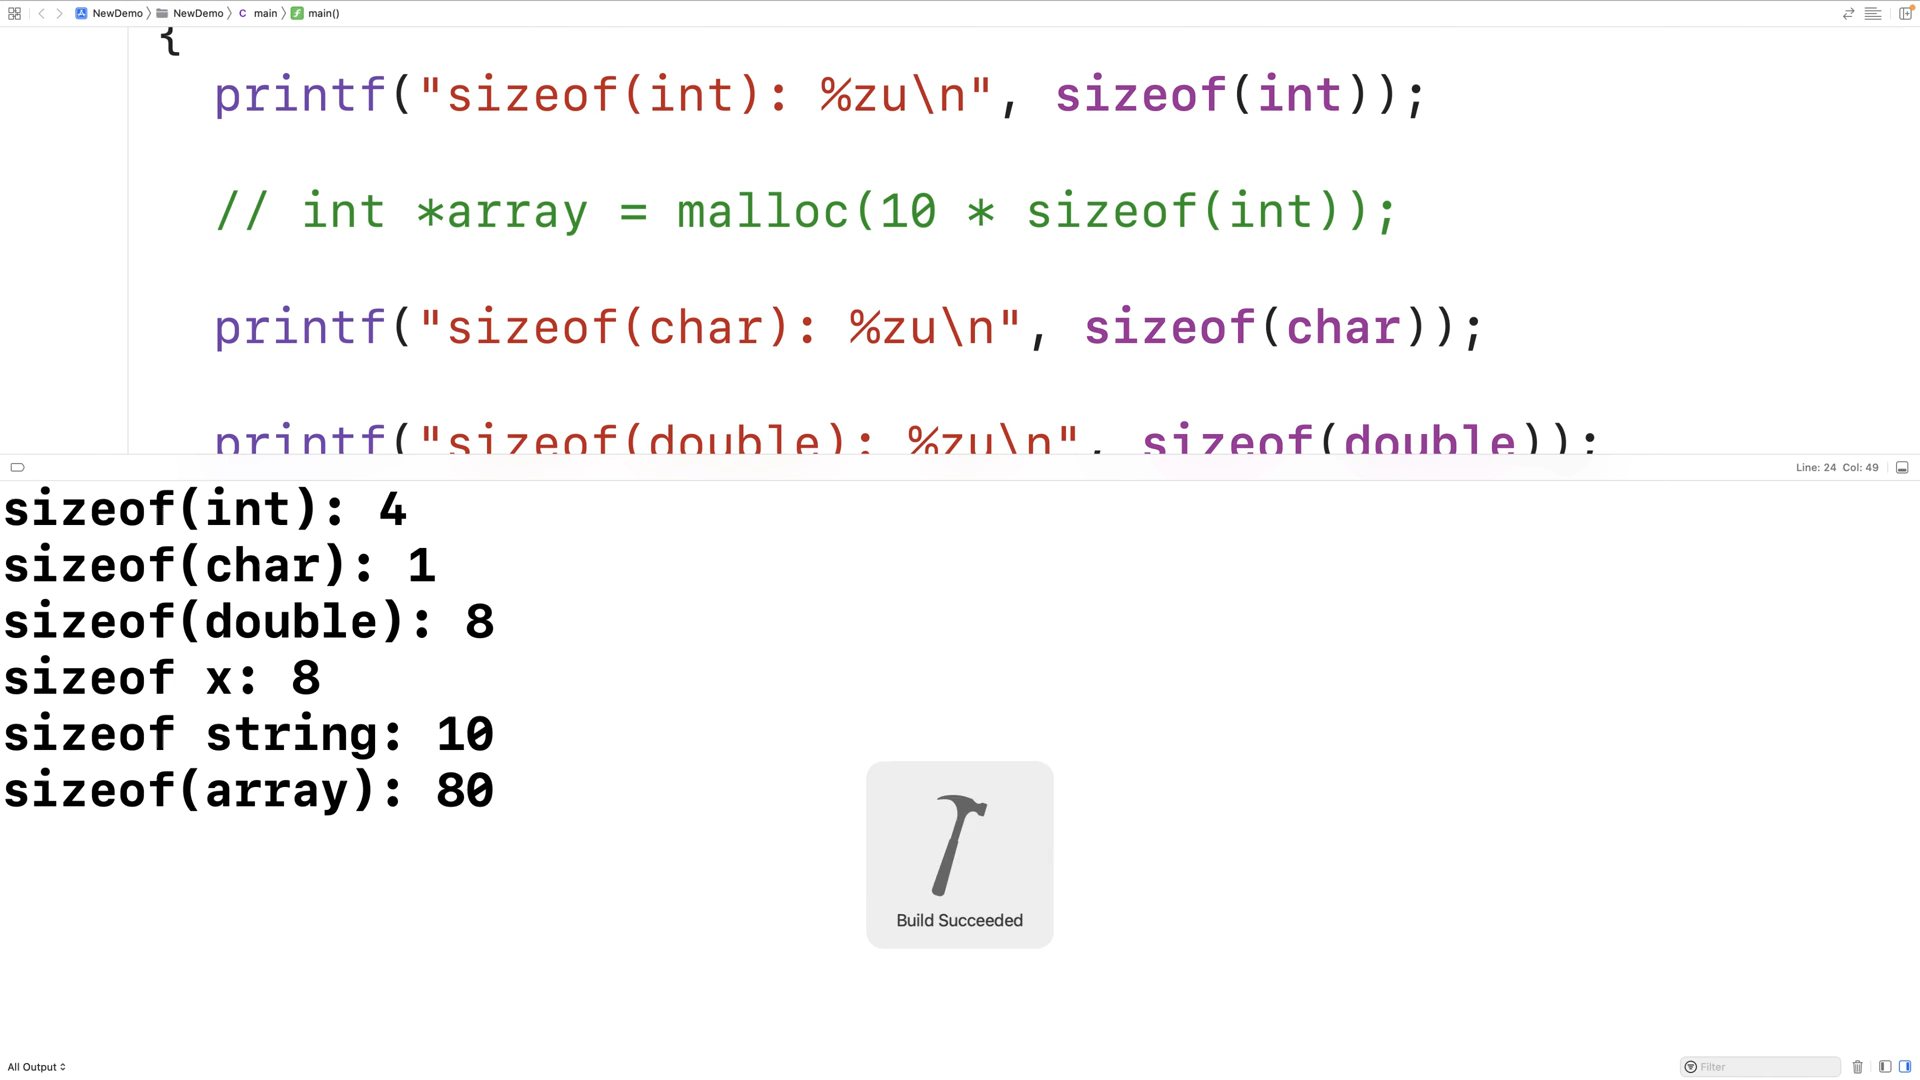 NewDemo NewDemo C main f main()
{
printf("sizeof(int): %zu\n", sizeof(int));
// int *array = malloc(10 * sizeof(int));
printf("sizeof(char): %zu\n", sizeof(char));
printf("sizeof(double): %zu\n", sizeof(double));
Line: 24 Col: 49
sizeof(int): 4
sizeof(char): 1
sizeof(double): 8
sizeof x: 8
sizeof string: 10
sizeof(array): 80
Build Succeeded
All Output
Filter